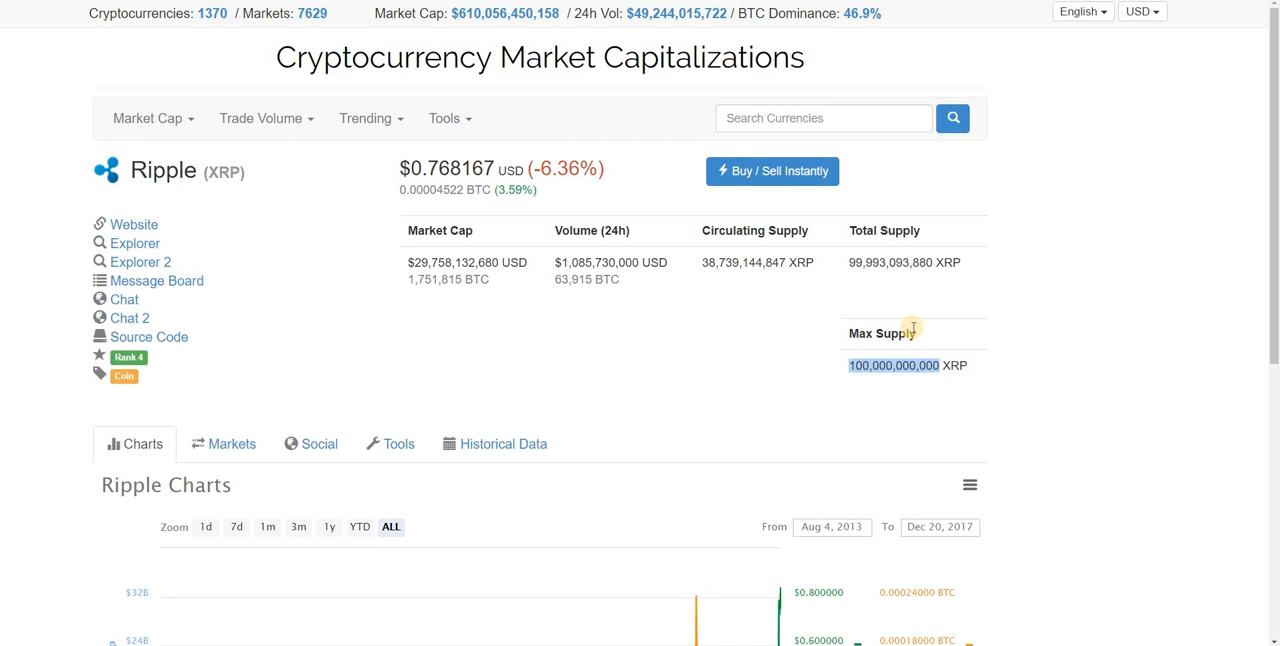 Cryptocurrencies: 1370 / Markets: 7629 Market Cap: $610,056,450,158 / 24h Vol: $49,244,015,722 / BTC Dominance: 46.9% English USD
Cryptocurrency Market Capitalizations
Market Cap Trade Volume Trending Tools Search Currencies
Ripple (XRP) $0.768167 USD (-6.36%) Buy / Sell Instantly
0.00004522 BTC (3.59%)
Website
Explorer
Explorer 2
Message Board
Chat
Chat 2
Source Code
Rank 4
Coin
Market Cap Volume (24h) Circulating Supply Total Supply
$29,758,132,680 USD $1,085,730,000 USD 38,739,144,847 XRP 99,993,093,880 XRP
1,751,815 BTC 63,915 BTC
Max Supply
100,000,000,000 XRP
Charts Markets Social Tools Historical Data
Ripple Charts
Zoom 1d 7d 1m 3m 1y YTD ALL From Aug 4, 2013 To Dec 20, 2017
$32B $0.800000 0.00024000 BTC
$24B $0.600000 0.00018000 BTC